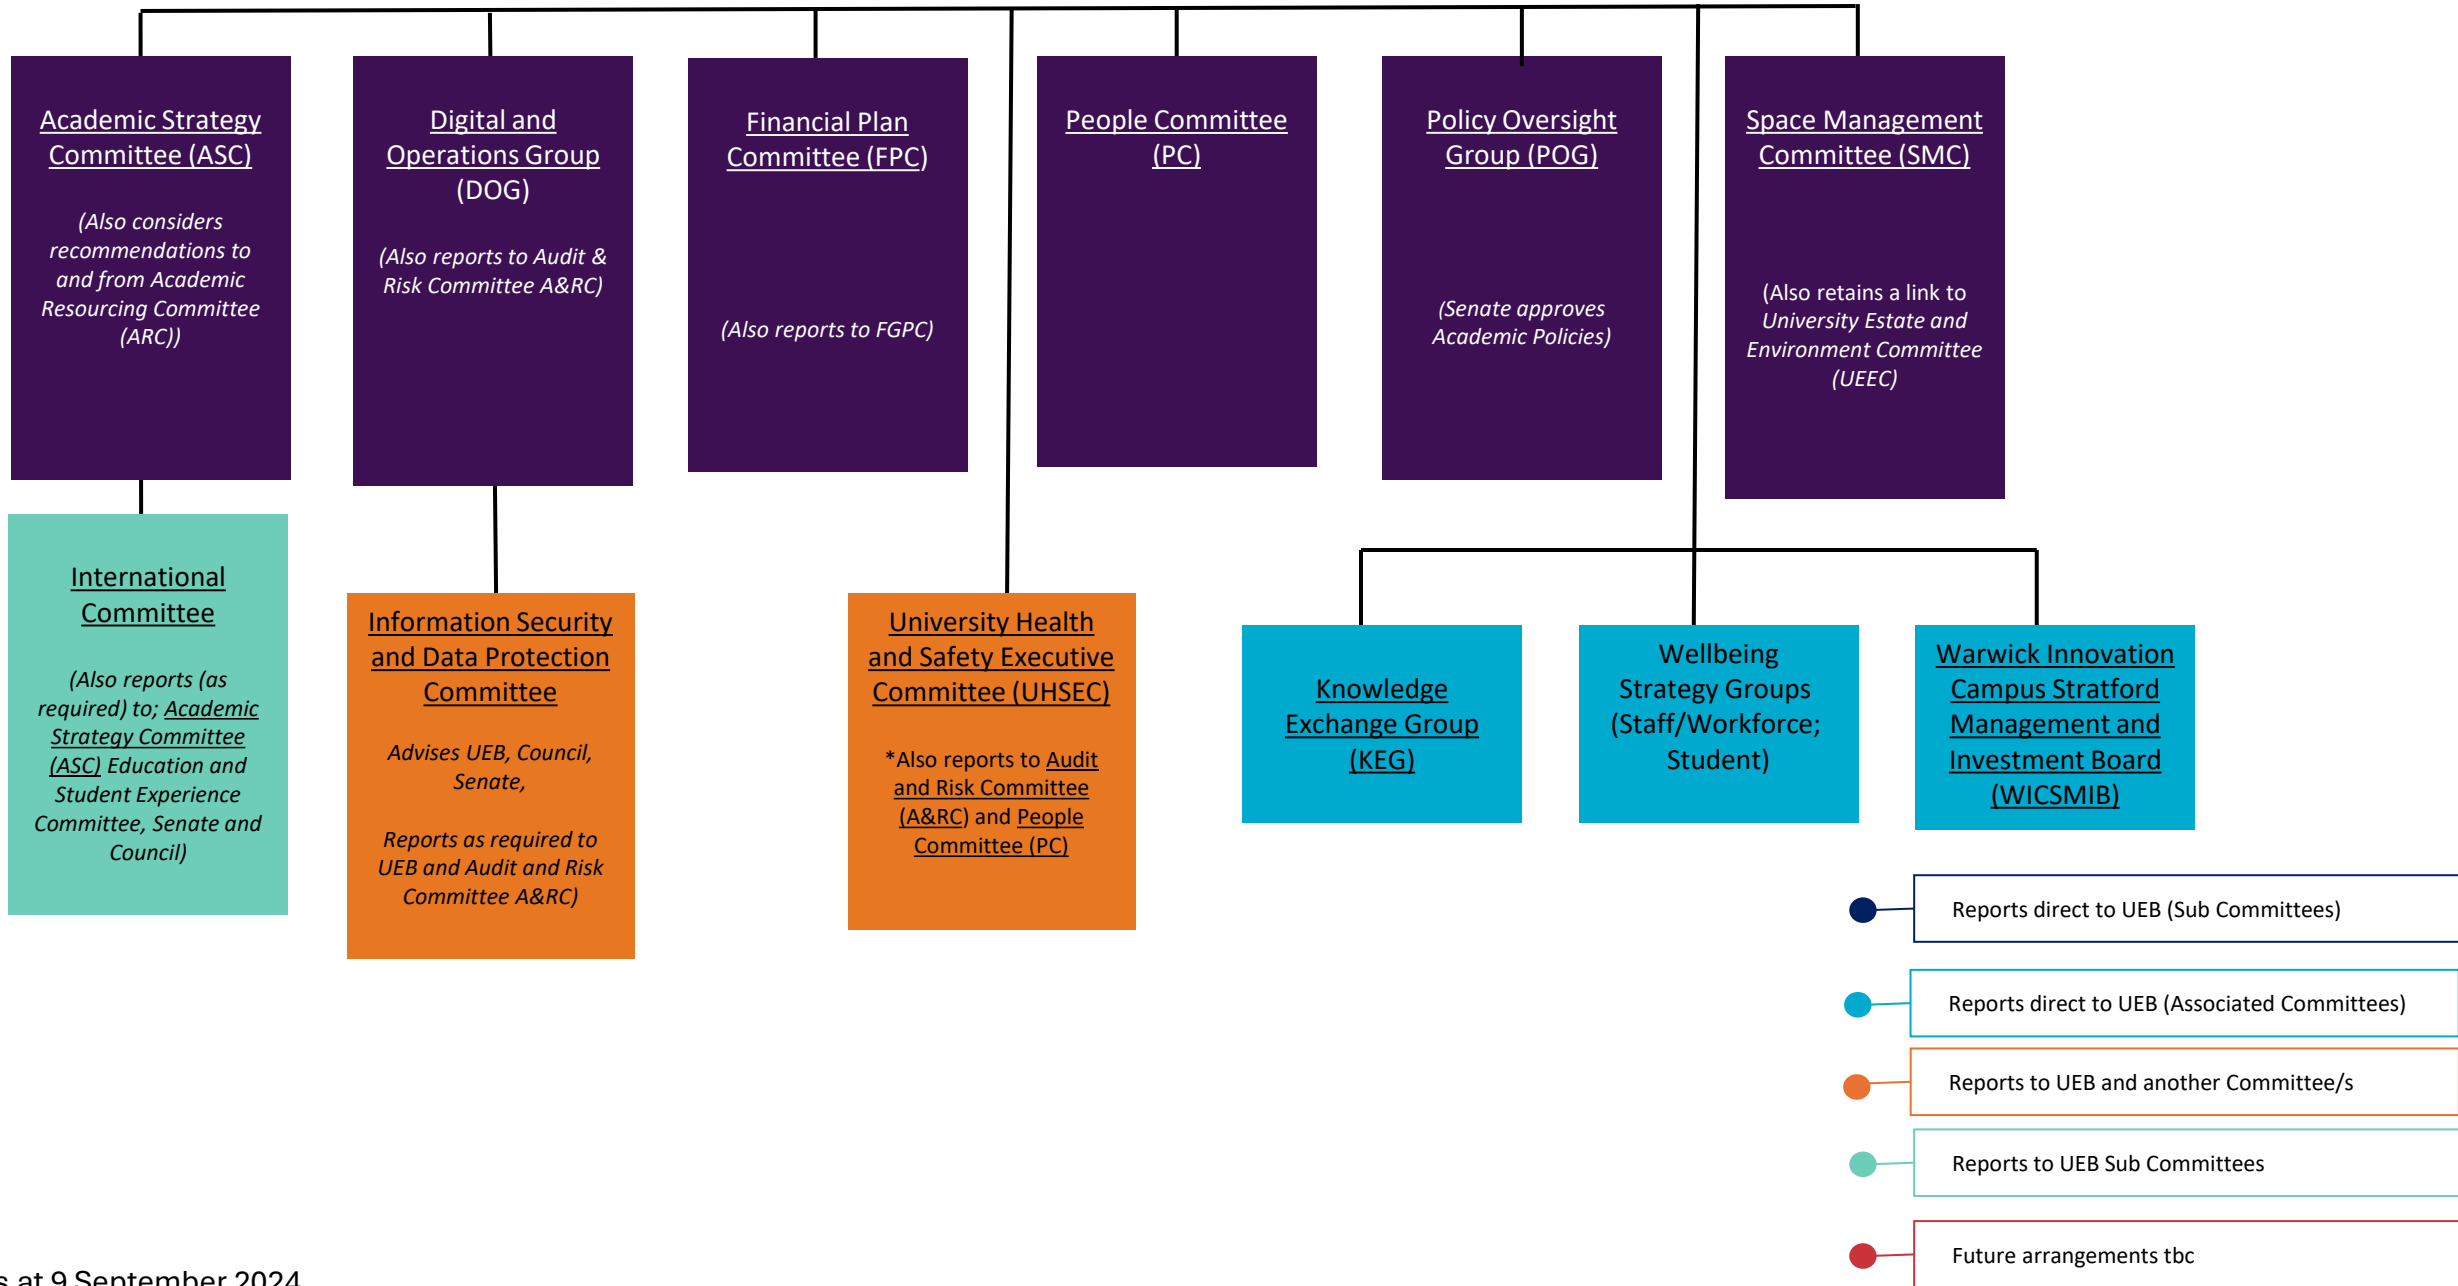 Academic Strategy
Committee (ASC)
(Also considers
recommendations to
and from Academic
Resourcing Committee
(ARC))
Digital and
Operations Group
(DOG)
(Also reports to Audit &
Risk Committee A&RC)
Financial Plan
Committee (FPC)
(Also reports to FGPC)
People Committee
(PC)
Policy Oversight
Group (POG)
(Senate approves
Academic Policies)
Space Management
Committee (SMC)
(Also retains a link to
University Estate and
Environment Committee
(UEEC)
International
Committee
(Also reports (as
required) to; Academic
Strategy Committee
(ASC) Education and
Student Experience
Committee, Senate and
Council)
Information Security
and Data Protection
Committee
Advises UEB, Council,
Senate,
Reports as required to
UEB and Audit and Risk
Committee A&RC)
University Health
and Safety Executive
Committee (UHSEC)
*Also reports to Audit
and Risk Committee
(A&RC) and People
Committee (PC)
Knowledge
Exchange Group
(KEG)
Wellbeing
Strategy Groups
(Staff/Workforce;
Student)
Warwick Innovation
Campus Stratford
Management and
Investment Board
(WICSMIB)
Reports direct to UEB (Sub Committees)
Reports direct to UEB (Associated Committees)
Reports to UEB and another Committee/s
Reports to UEB Sub Committees
Future arrangements tbc
at 9 September 2024